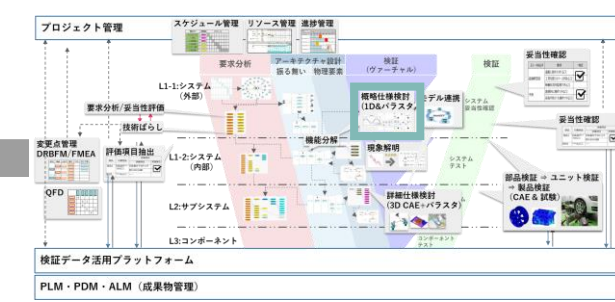 プロジェクト管理
スケジュール管理 リソース管理 進捗管理
要求分析
アーキテクチャ設計
振る舞い 物理要素
検証
(ヴァーチャル)
検証
妥当性確認
L1-1:システム
(外部)
概略仕様検討
(1D&パラスタ)
モデル連携
システム
妥当性確認
要求分析/妥当性評価
技術ばらし
妥当性確認
変更点管理
DRBFM/FMEA
評価項目抽出
機能分解
現象解明
L1-2:システム
(内部)
システム
テスト
QFD
L2:サブシステム
詳細仕様検討
(3D CAE+パラスタ)
部品検証 ⇒ ユニット検証
⇒ 製品検証
(CAE & 試験)
L3:コンポーネント
コンポーネント
テスト
検証データ活用プラットフォーム
PLM・PDM・ALM(成果物管理)